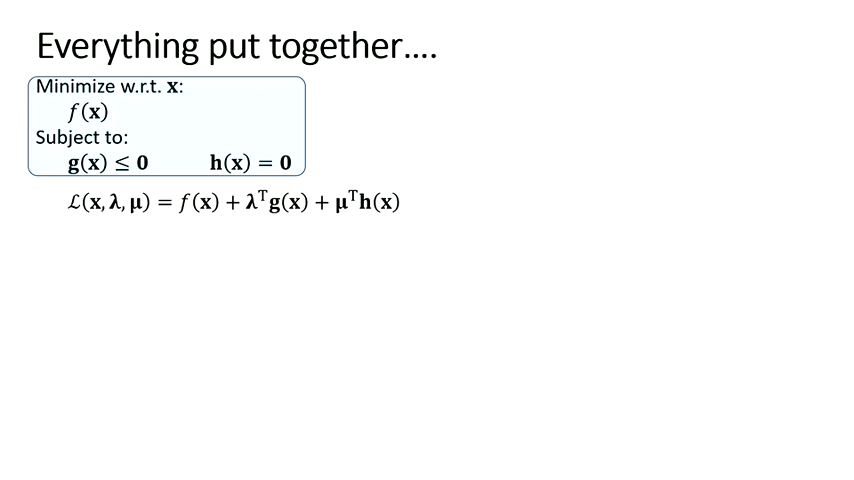 Everything put together….
Minimize w.r.t. 𝐱:
𝑓(𝐱)
Subject to:
𝐠(𝐱) ≤ 𝟎 𝐡(𝐱) = 𝟎
ℒ(𝐱, 𝛌, 𝛍) = 𝑓(𝐱) + 𝛌ᵀ𝐠(𝐱) + 𝛍ᵀ𝐡(𝐱)